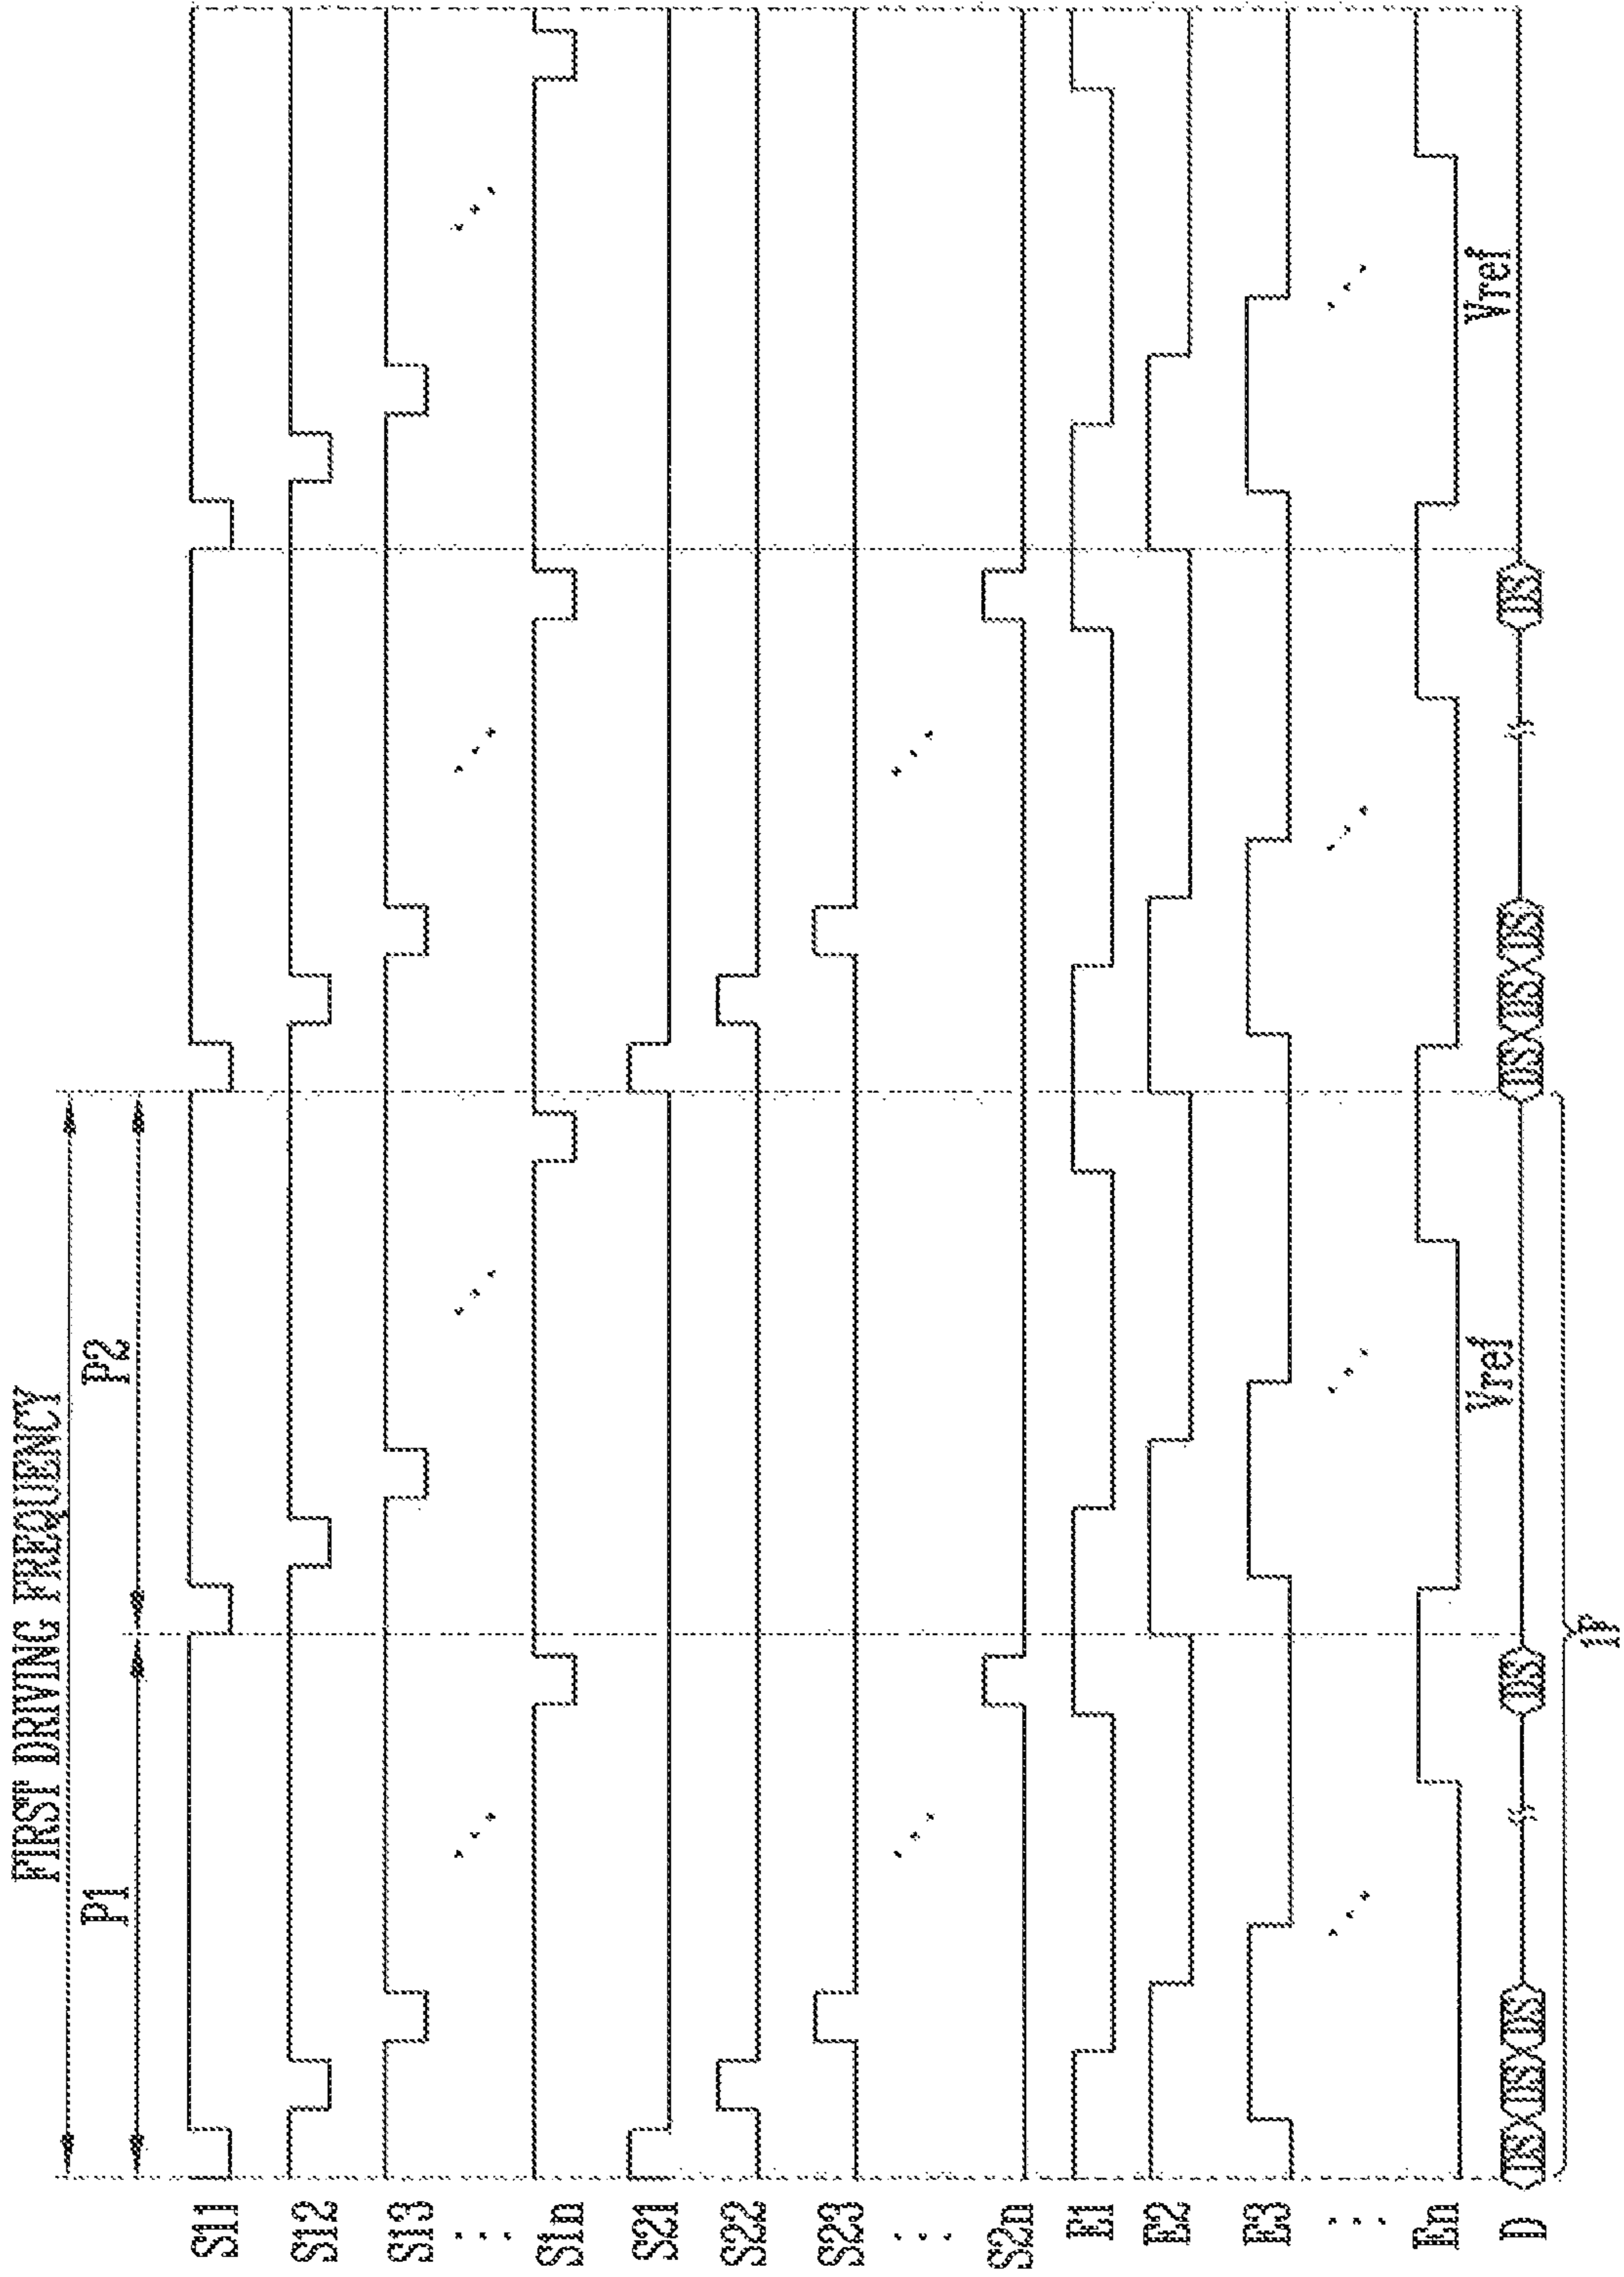 FIRST DRIVING FREQUENCY
P1 P2
S11
S12
S13
S1n
S21
S22
S23
S2n
E1
E2
E3
En
Vref Vref
D DS DS DS DS DS DS DS DS
1F